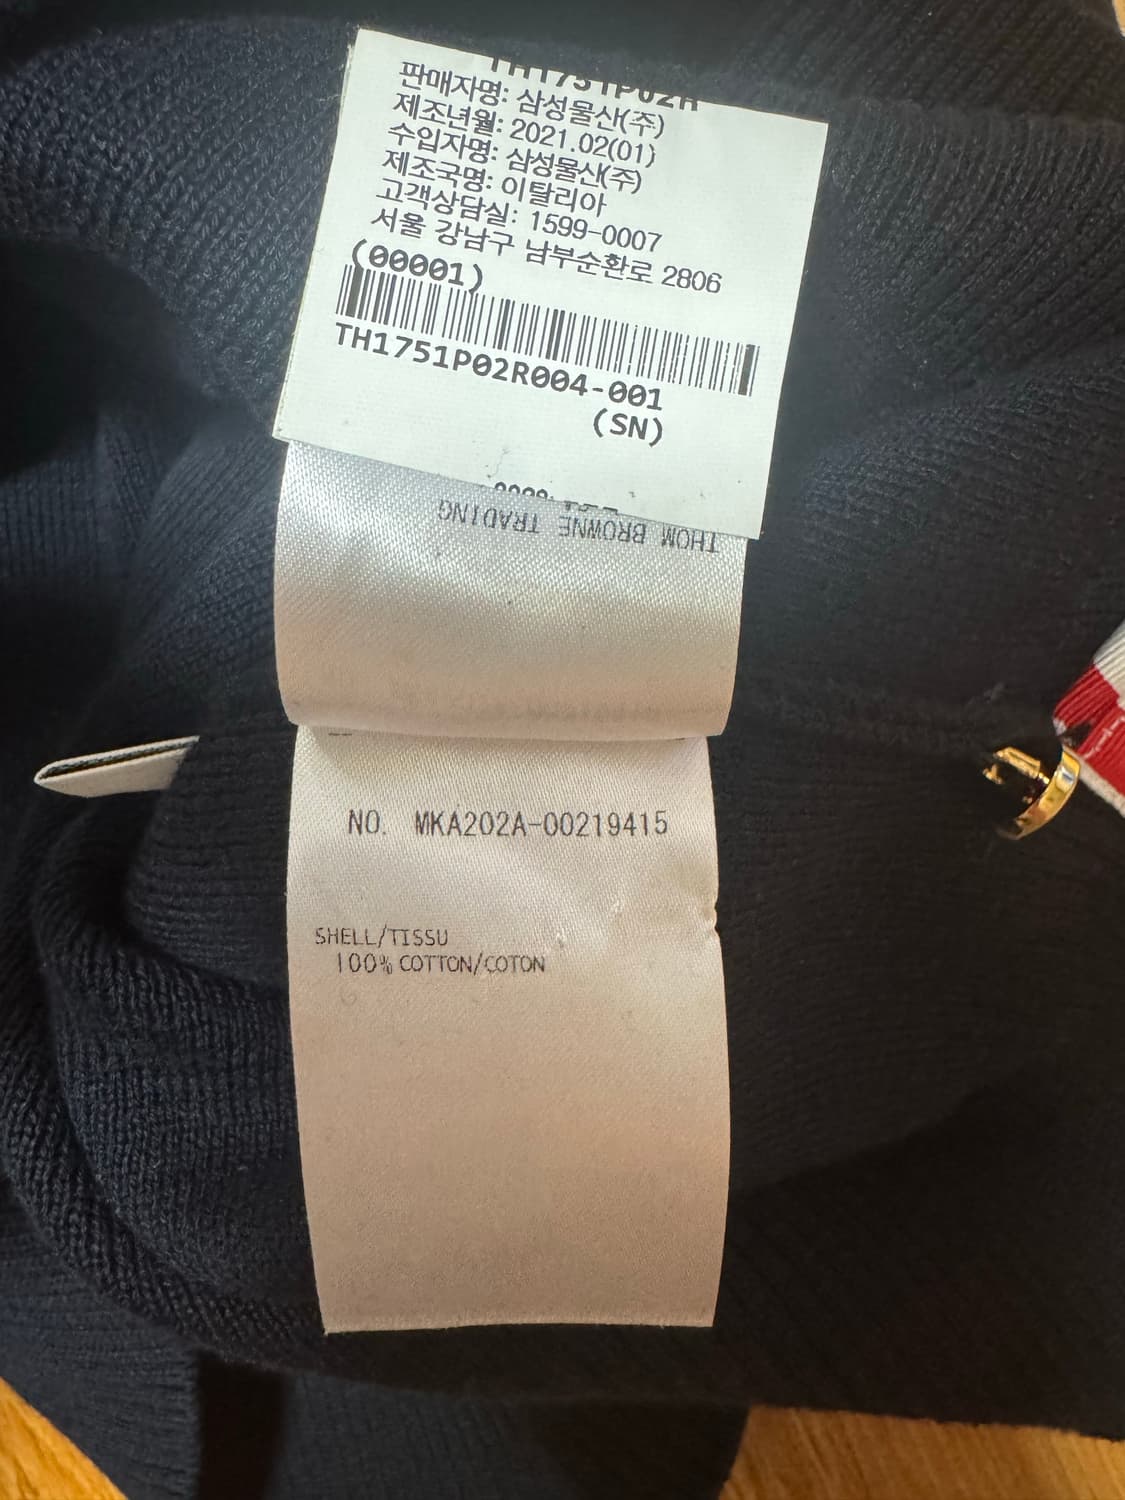 TH1751P02R
판매자명: 삼성물산(주)
제조년월: 2021.02(01)
수입자명: 삼성물산(주)
제조국명: 이탈리아
고객상담실: 1599-0007
서울 강남구 남부순환로 2806
(00001)
TH1751P02R004-001
(SN)
THOM BROWNE TRADING
NO. MKA202A-00219415
SHELL/TISSU
100% COTTON/COTON